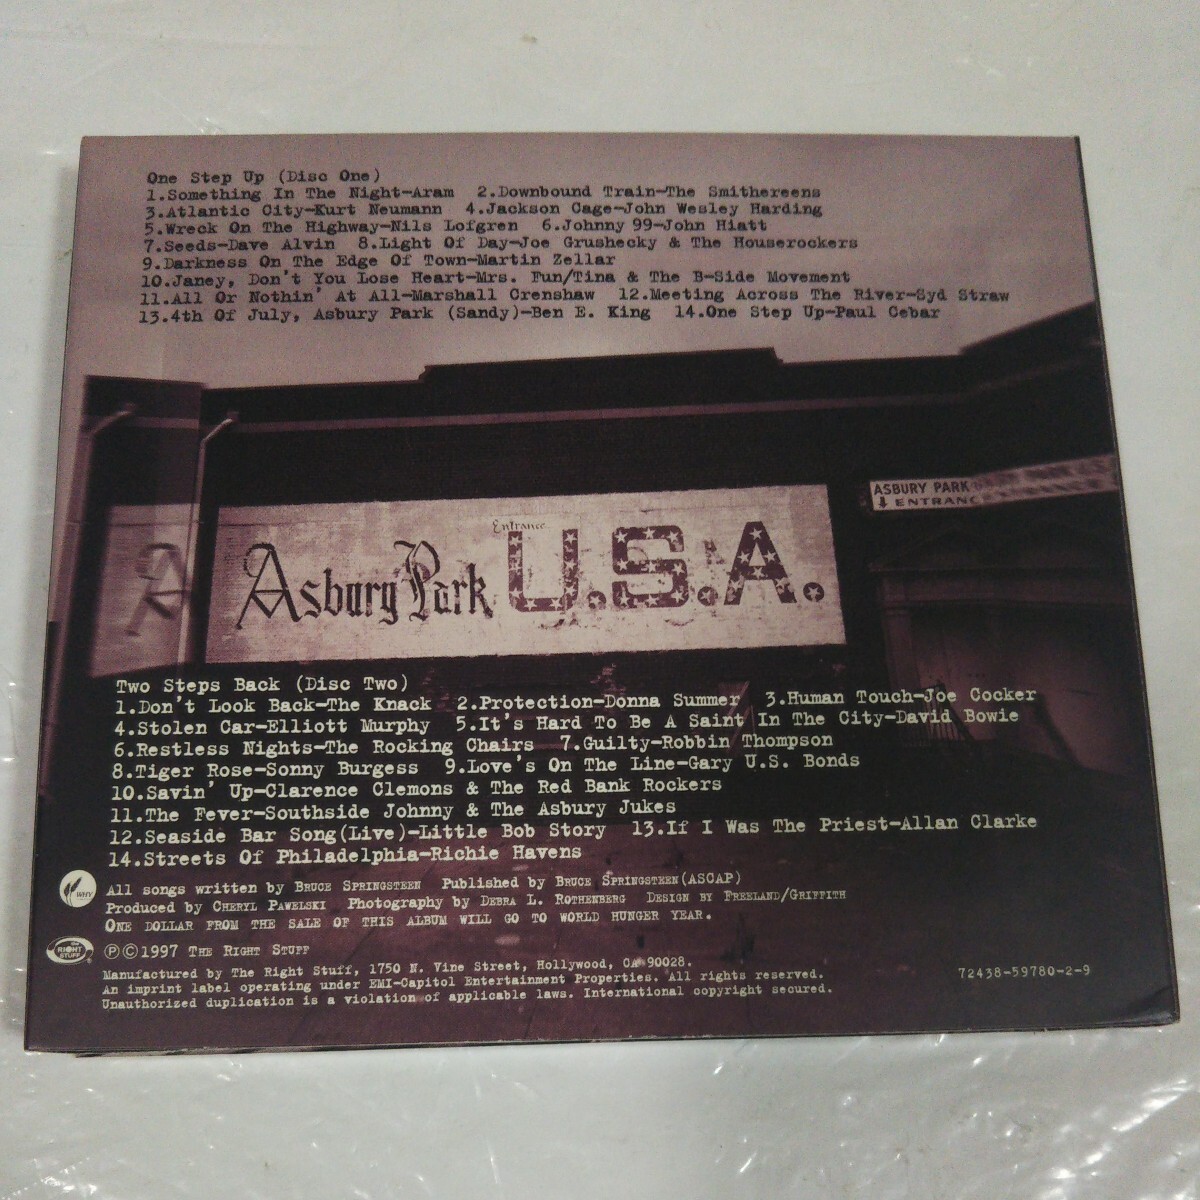 One Step Up (Disc One)
1.Something In The Night-Aram 2.Downbound Train-The Smithereens
3.Atlantic City-Kurt Neumann 4.Jackson Cage-John Wesley Harding
5.Wreck On The Highway-Nils Lofgren 6.Johnny 99-John Hiatt
7.Seeds-Dave Alvin 8.Light Of Day-Joe Grushecky & The Houserockers
9.Darkness On The Edge Of Town-Martin Zellar
10.Janey, Don't You Lose Heart-Mrs. Fun/Tina & The B-Side Movement
11.All Or Nothin' At All-Marshall Crenshaw 12.Meeting Across The River-Syd Straw
13.4th Of July, Asbury Park (Sandy)-Ben E. King 14.One Step Up-Paul Cebar
ASBURY PARK
ENTRANCE
Entrance
Asbury Park U.S.A.
Two Steps Back (Disc Two)
1.Don't Look Back-The Knack 2.Protection-Donna Summer 3.Human Touch-Joe Cocker
4.Stolen Car-Elliott Murphy 5.It's Hard To Be A Saint In The City-David Bowie
6.Restless Nights-The Rocking Chairs 7.Guilty-Robbin Thompson
8.Tiger Rose-Sonny Burgess 9.Love's On The Line-Gary U.S. Bonds
10.Savin' Up-Clarence Clemons & The Red Bank Rockers
11.The Fever-Southside Johnny & The Asbury Jukes
12.Seaside Bar Song(Live)-Little Bob Story 13.If I Was The Priest-Allan Clarke
14.Streets Of Philadelphia-Richie Havens
WHY
All songs written by BRUCE SPRINGSTEEN Published by BRUCE SPRINGSTEEN(ASCAP)
Produced by CHERYL PAWELSKI Photography by DEBRA L. ROTHENBERG DESIGN BY FREELAND/GRIFFITH
ONE DOLLAR FROM THE SALE OF THIS ALBUM WILL GO TO WORLD HUNGER YEAR.
the RIGHT STUFF
℗©1997 THE RIGHT STUFF
Manufactured by The Right Stuff, 1750 N. Vine Street, Hollywood, CA 90028.
An imprint label operating under EMI-Capitol Entertainment Properties. All rights reserved.
Unauthorized duplication is a violation of applicable laws. International copyright secured.
72438-59780-2-9